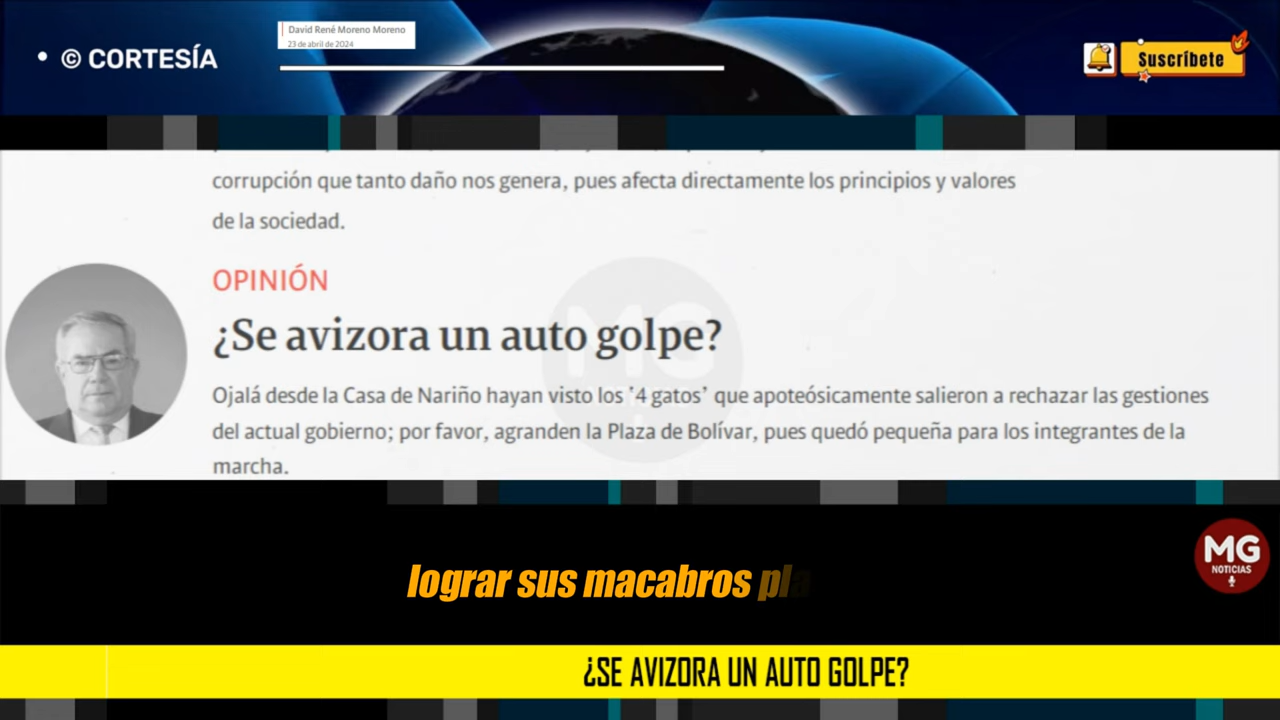 David René Moreno Moreno
23 de abril de 2024
• © CORTESÍA
Suscríbete
corrupción que tanto daño nos genera, pues afecta directamente los principios y valores
de la sociedad.
OPINIÓN
¿Se avizora un auto golpe?
Ojalá desde la Casa de Nariño hayan visto los '4 gatos' que apoteósicamente salieron a rechazar las gestiones
del actual gobierno; por favor, agranden la Plaza de Bolívar, pues quedó pequeña para los integrantes de la
marcha.
MG
MG
NOTICIAS
lograr sus macabros pla
¿SE AVIZORA UN AUTO GOLPE?